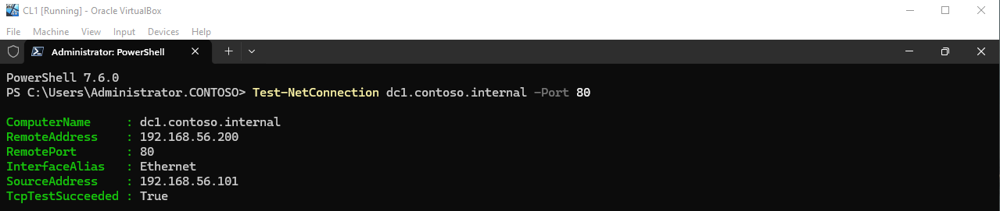 CL1 [Running] - Oracle VirtualBox
File Machine View Input Devices Help
Administrator: PowerShell
PowerShell 7.6.0
PS C:\Users\Administrator.CONTOSO> Test-NetConnection dc1.contoso.internal -Port 80
ComputerName     : dc1.contoso.internal
RemoteAddress    : 192.168.56.200
RemotePort       : 80
InterfaceAlias   : Ethernet
SourceAddress    : 192.168.56.101
TcpTestSucceeded : True